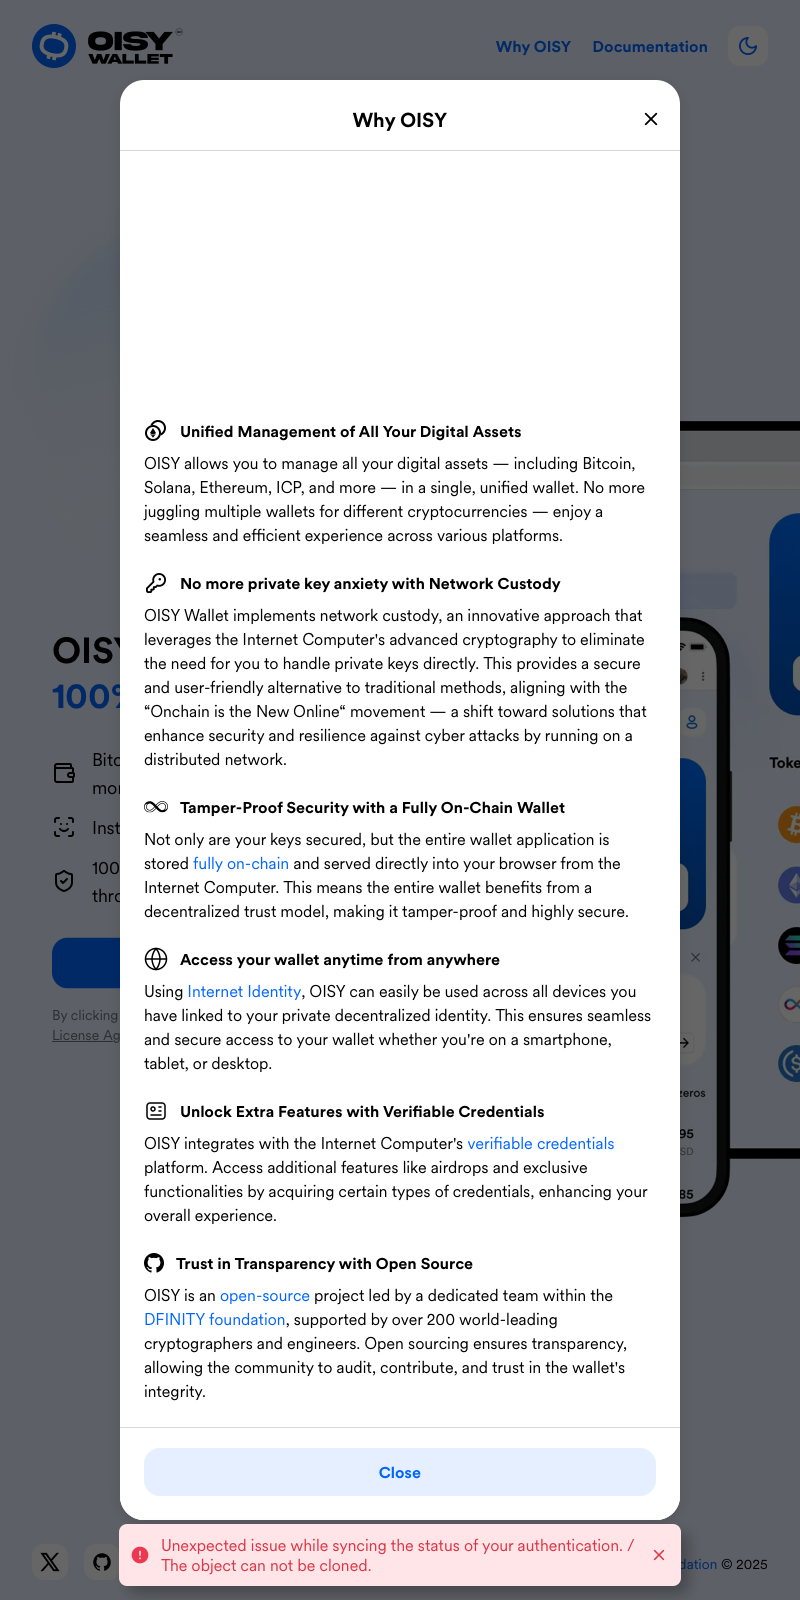 OISY
WALLET
Why OISY
Documentation
Why OISY
Unified Management of All Your Digital Assets
OISY allows you to manage all your digital assets — including Bitcoin,
Solana, Ethereum, ICP, and more — in a single, unified wallet. No more
juggling multiple wallets for different cryptocurrencies — enjoy a
seamless and efficient experience across various platforms.
No more private key anxiety with Network Custody
OISY Wallet implements network custody, an innovative approach that
leverages the Internet Computer's advanced cryptography to eliminate
the need for you to handle private keys directly. This provides a secure
and user-friendly alternative to traditional methods, aligning with the
“Onchain is the New Online“ movement — a shift toward solutions that
enhance security and resilience against cyber attacks by running on a
distributed network.
Tamper-Proof Security with a Fully On-Chain Wallet
Not only are your keys secured, but the entire wallet application is
stored fully on-chain and served directly into your browser from the
Internet Computer. This means the entire wallet benefits from a
decentralized trust model, making it tamper-proof and highly secure.
Access your wallet anytime from anywhere
Using Internet Identity, OISY can easily be used across all devices you
have linked to your private decentralized identity. This ensures seamless
and secure access to your wallet whether you're on a smartphone,
tablet, or desktop.
Unlock Extra Features with Verifiable Credentials
OISY integrates with the Internet Computer's verifiable credentials
platform. Access additional features like airdrops and exclusive
functionalities by acquiring certain types of credentials, enhancing your
overall experience.
Trust in Transparency with Open Source
OISY is an open-source project led by a dedicated team within the
DFINITY foundation, supported by over 200 world-leading
cryptographers and engineers. Open sourcing ensures transparency,
allowing the community to audit, contribute, and trust in the wallet's
integrity.
Close
Unexpected issue while syncing the status of your authentication. /
The object can not be cloned.
OISY
100%
Bitc
mor
Inst
100
thro
By clicking
License Ag
Toke
zeros
95
SD
85
dation © 2025